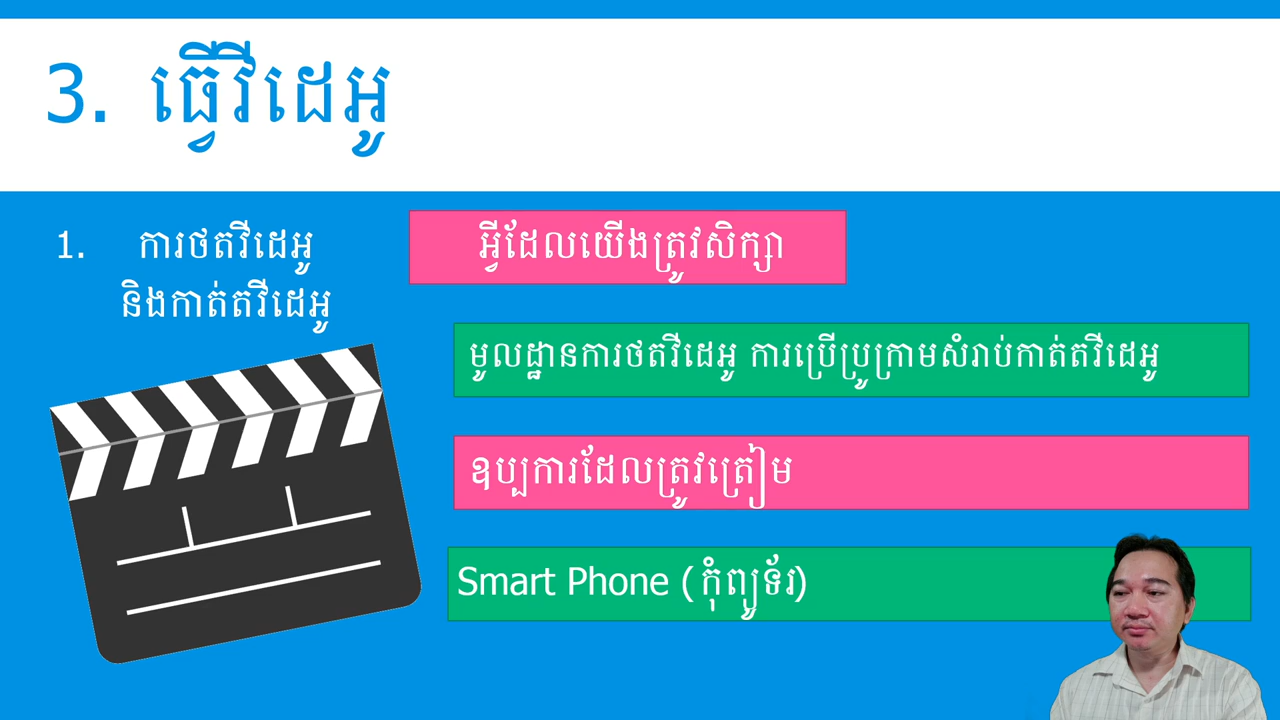 3. ធ្វើវីដេអូ
1. ការថតវីដេអូ
និងកាត់តវីដេអូ
អ្វីដែលយើងត្រូវសិក្សា
មូលដ្ឋានការថតវីដេអូ ការប្រើប្រូក្រាមសំរាប់កាត់តវីដេអូ
ឧប្បការដែលត្រូវត្រៀម
Smart Phone (កុំព្យូទ័រ)